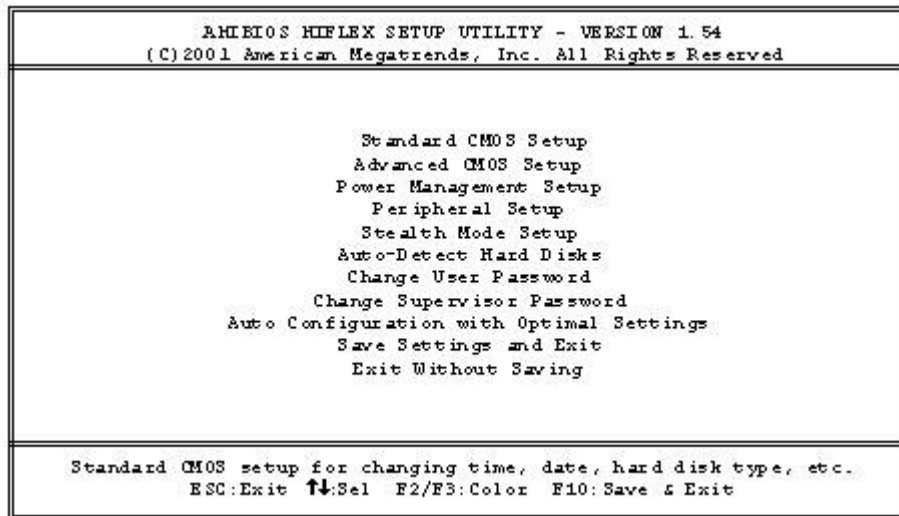 AMIBIOS HIFLEX SETUP UTILITY - VERSION 1.54
(C)2001 American Megatrends, Inc. All Rights Reserved
Standard CMOS Setup
Advanced CMOS Setup
Power Management Setup
Peripheral Setup
Stealth Mode Setup
Auto-Detect Hard Disks
Change User Password
Change Supervisor Password
Auto Configuration with Optimal Settings
Save Settings and Exit
Exit Without Saving
Standard CMOS setup for changing time, date, hard disk type, etc.
ESC:Exit ↑↓:Sel F2/F3:Color F10:Save & Exit